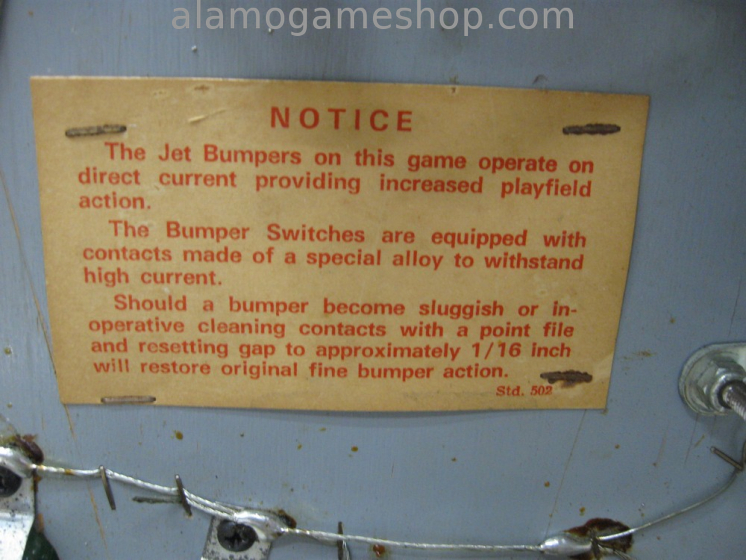 alamogameshop.com
NOTICE
The Jet Bumpers on this game operate on
direct current providing increased playfield
action.
The Bumper Switches are equipped with
contacts made of a special alloy to withstand
high current.
Should a bumper become sluggish or in-
operative cleaning contacts with a point file
and resetting gap to approximately 1/16 inch
will restore original fine bumper action.
Std. 502